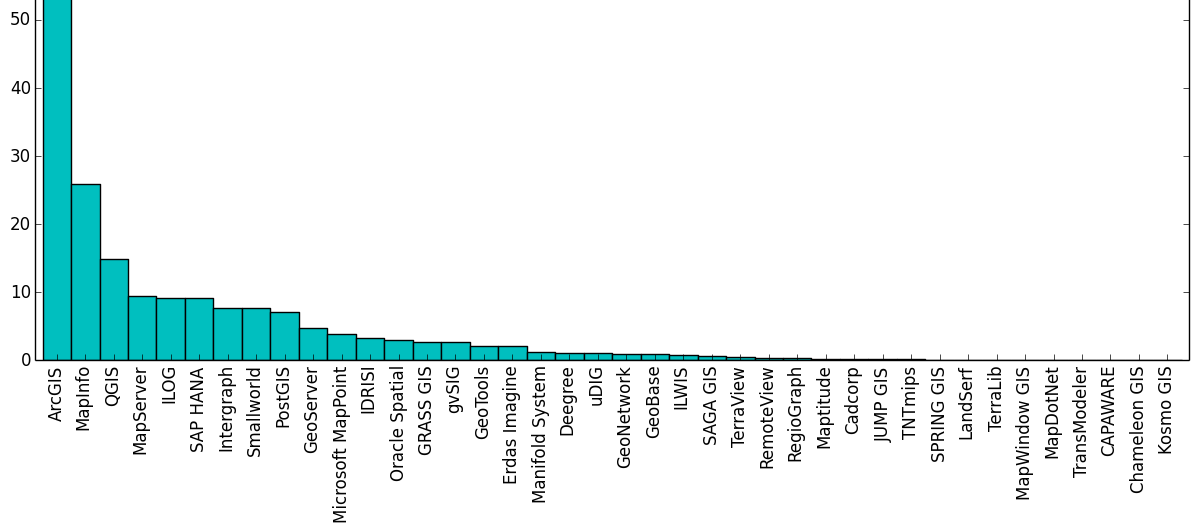 50
40
30
20
10
0
ArcGIS
MapInfo
QGIS
MapServer
ILOG
SAP HANA
Intergraph
Smallworld
PostGIS
GeoServer
Microsoft MapPoint
IDRISI
Oracle Spatial
GRASS GIS
gvSIG
GeoTools
Erdas Imagine
Manifold System
Deegree
uDIG
GeoNetwork
GeoBase
ILWIS
SAGA GIS
TerraView
RemoteView
RegioGraph
Maptitude
Cadcorp
JUMP GIS
TNTmips
SPRING GIS
LandSerf
TerraLib
MapWindow GIS
MapDotNet
TransModeler
CAPAWARE
Chameleon GIS
Kosmo GIS